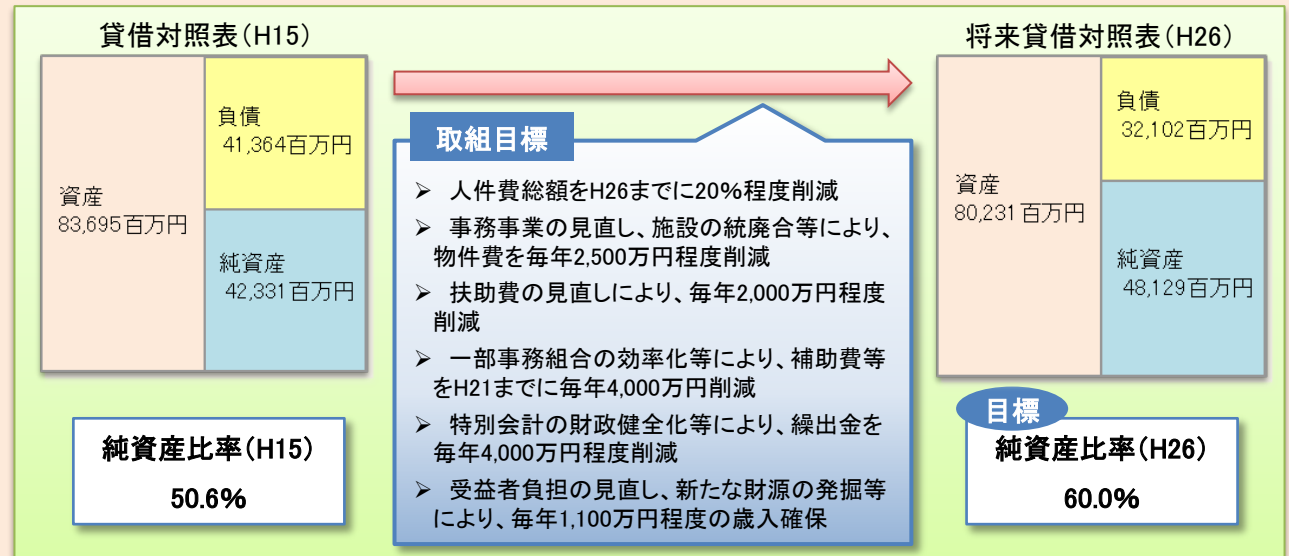 貸借対照表(H15)
資産
83,695百万円
負債
41,364百万円
純資産
42,331百万円
純資産比率(H15)
50.6%
取組目標
➢ 人件費総額をH26までに20%程度削減
➢ 事務事業の見直し、施設の統廃合等により、
物件費を毎年2,500万円程度削減
➢ 扶助費の見直しにより、毎年2,000万円程度
削減
➢ 一部事務組合の効率化等により、補助費等
をH21までに毎年4,000万円削減
➢ 特別会計の財政健全化等により、繰出金を
毎年4,000万円程度削減
➢ 受益者負担の見直し、新たな財源の発掘等
により、毎年1,100万円程度の歳入確保
将来貸借対照表(H26)
資産
80,231百万円
負債
32,102百万円
純資産
48,129百万円
目標
純資産比率(H26)
60.0%